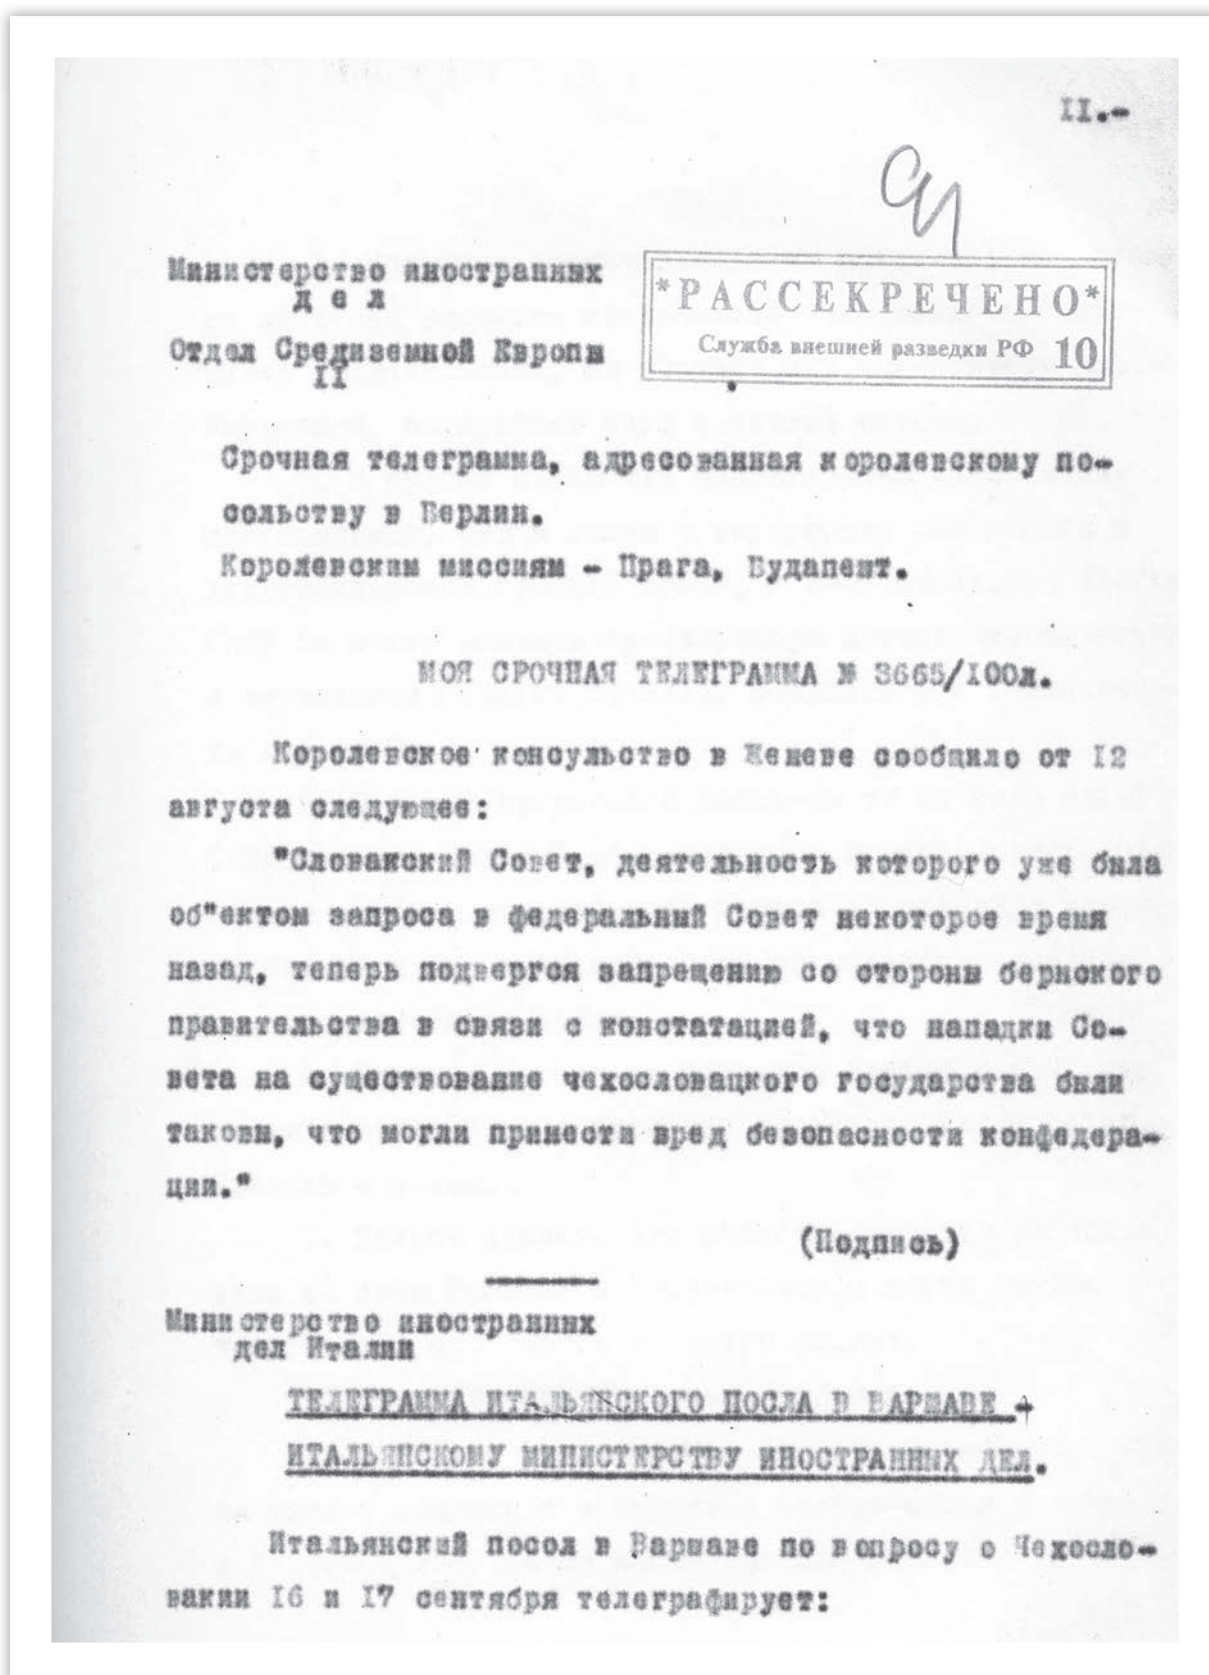 II.-
Министерство иностранних
дел
Отдел Средиземной Европы
II
*РАССЕКРЕЧЕНО*
Служба внешней разведки РФ 10
Срочная телеграмма, адресованная королевскому по-
сольству в Берлин.
Королевским миссиям - Прага, Будапешт.
МОЯ СРОЧНАЯ ТЕЛЕГРАММА № 3665/100л.
Королевское консульство в Женеве сообщило от 12
августа следующее:
"Словакский Совет, деятельность которого уже была
об"ектом запроса в федеральный Совет некоторое время
назад, теперь подвергся запрещению со стороны бернского
правительства в связи с констатацией, что нападки Со-
вета на существование чехословацкого государства были
таковы, что могли принести вред безопасности конфедера-
ции."
(Подпись)
Министерство иностранних
дел Италии
ТЕЛЕГРАММА ИТАЛЬЯНСКОГО ПОСЛА В ВАРШАВЕ -
ИТАЛЬЯНСКОМУ МИНИСТЕРСТВУ ИНОСТРАННЫХ ДЕЛ.
Итальянский посол в Варшаве по вопросу о Чехосло-
вакии 16 и 17 сентября телеграфирует: